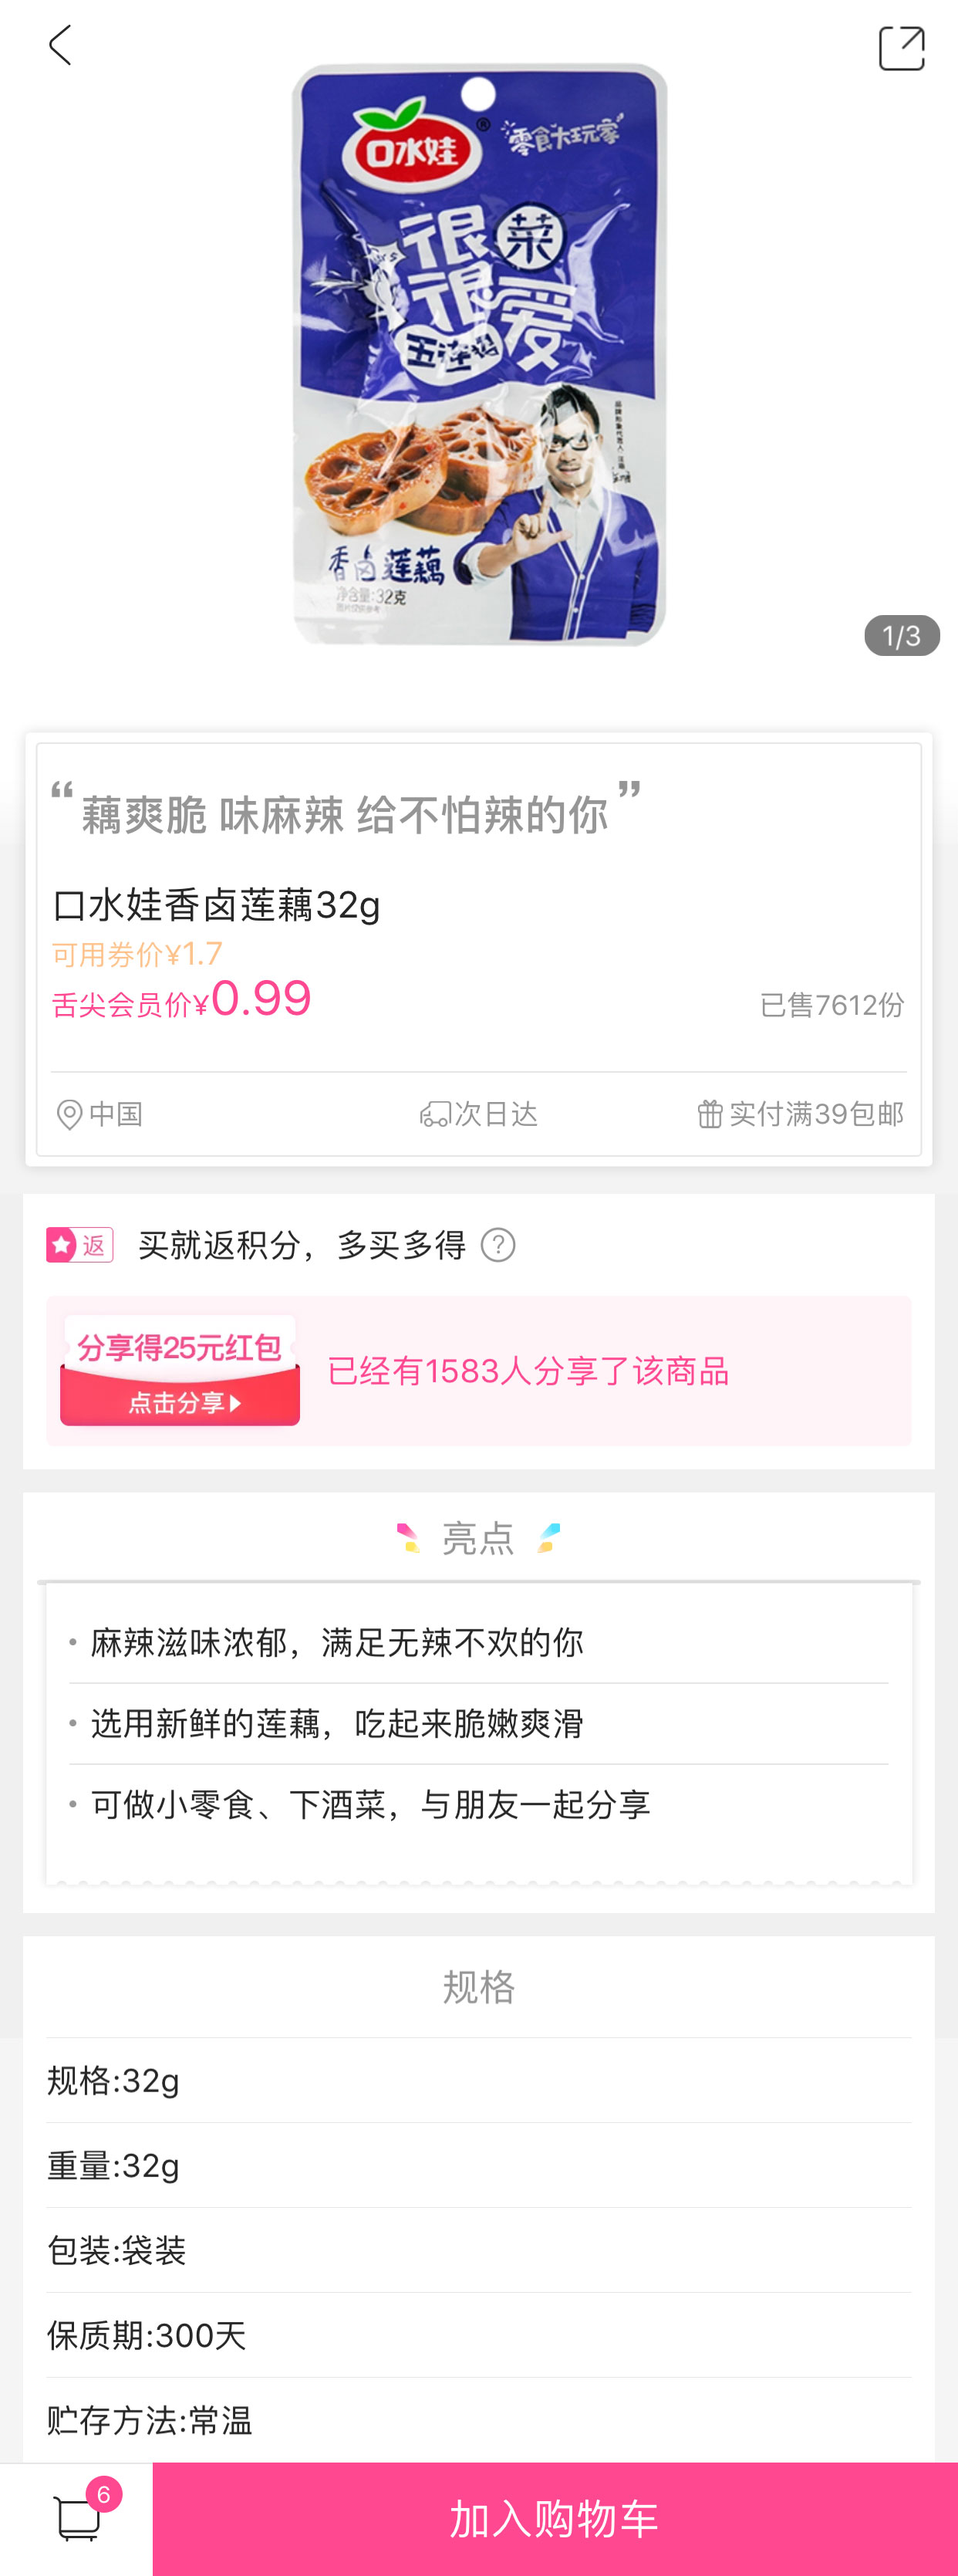 口水娃
®
零食大玩家
很菜
很爱
五连猖
香卤莲藕
净含量:32克
图片仅供参考
1/3
“藕爽脆 味麻辣 给不怕辣的你”
口水娃香卤莲藕32g
可用券价¥1.7
舌尖会员价¥0.99
已售7612份
中国
次日达
实付满39包邮
返 买就返积分，多买多得 ?
分享得25元红包
点击分享
已经有1583人分享了该商品
亮点
• 麻辣滋味浓郁，满足无辣不欢的你
• 选用新鲜的莲藕，吃起来脆嫩爽滑
• 可做小零食、下酒菜，与朋友一起分享
规格
规格:32g
重量:32g
包装:袋装
保质期:300天
贮存方法:常温
6
加入购物车